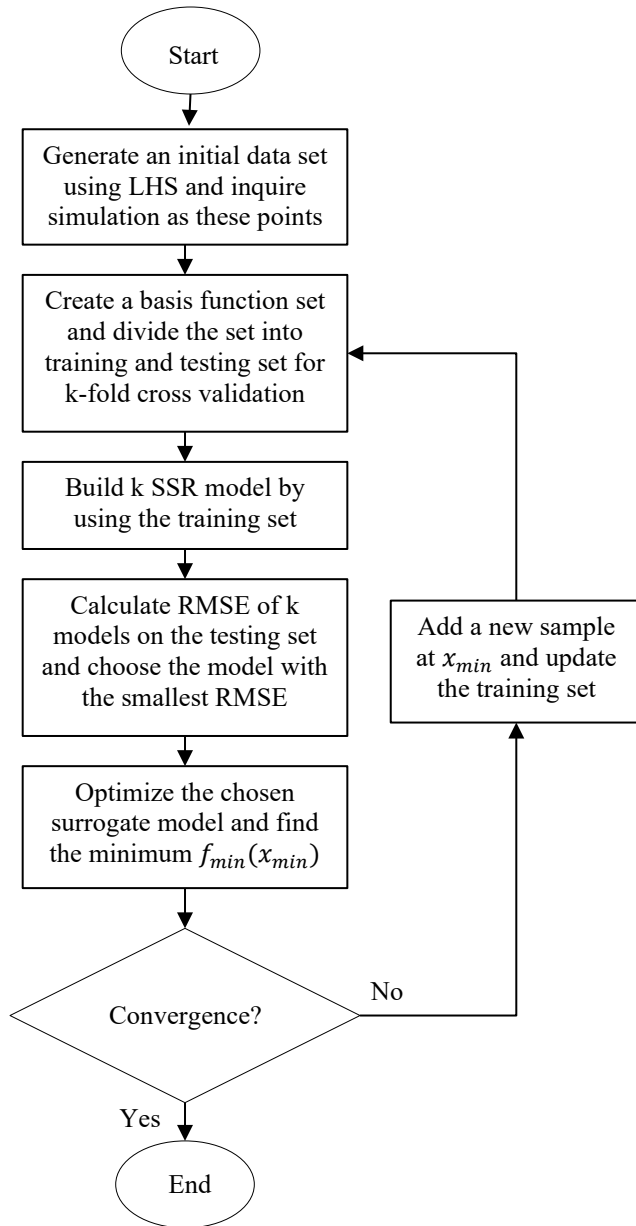 Start
Generate an initial data set
using LHS and inquire
simulation as these points
Create a basis function set
and divide the set into
training and testing set for
k-fold cross validation
Build k SSR model by
using the training set
Calculate RMSE of k
models on the testing set
and choose the model with
the smallest RMSE
Add a new sample
at x_min and update
the training set
Optimize the chosen
surrogate model and find
the minimum f_min(x_min)
Convergence?
No
Yes
End